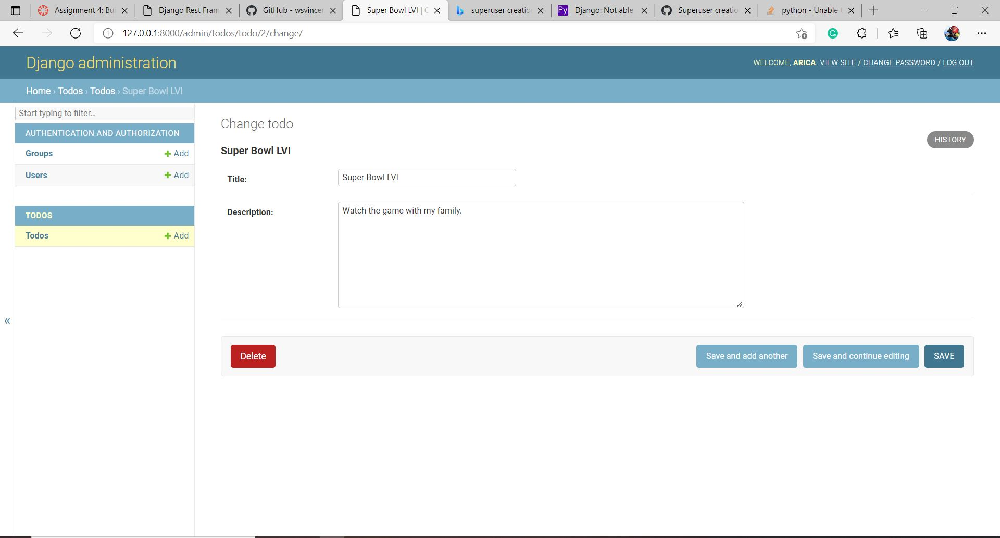 Assignment 4: Bui
Django Rest Fram
GitHub - wsvincen
Super Bowl LVI | C
superuser creatio
Django: Not able
Superuser creatio
python - Unable t
127.0.0.1:8000/admin/todos/todo/2/change/
Django administration
WELCOME, ARICA. VIEW SITE / CHANGE PASSWORD / LOG OUT
Home › Todos › Todos › Super Bowl LVI
Start typing to filter...
AUTHENTICATION AND AUTHORIZATION
Groups + Add
Users + Add
TODOS
Todos + Add
«
Change todo
HISTORY
Super Bowl LVI
Title: Super Bowl LVI
Description: Watch the game with my family.
Delete
Save and add another
Save and continue editing
SAVE